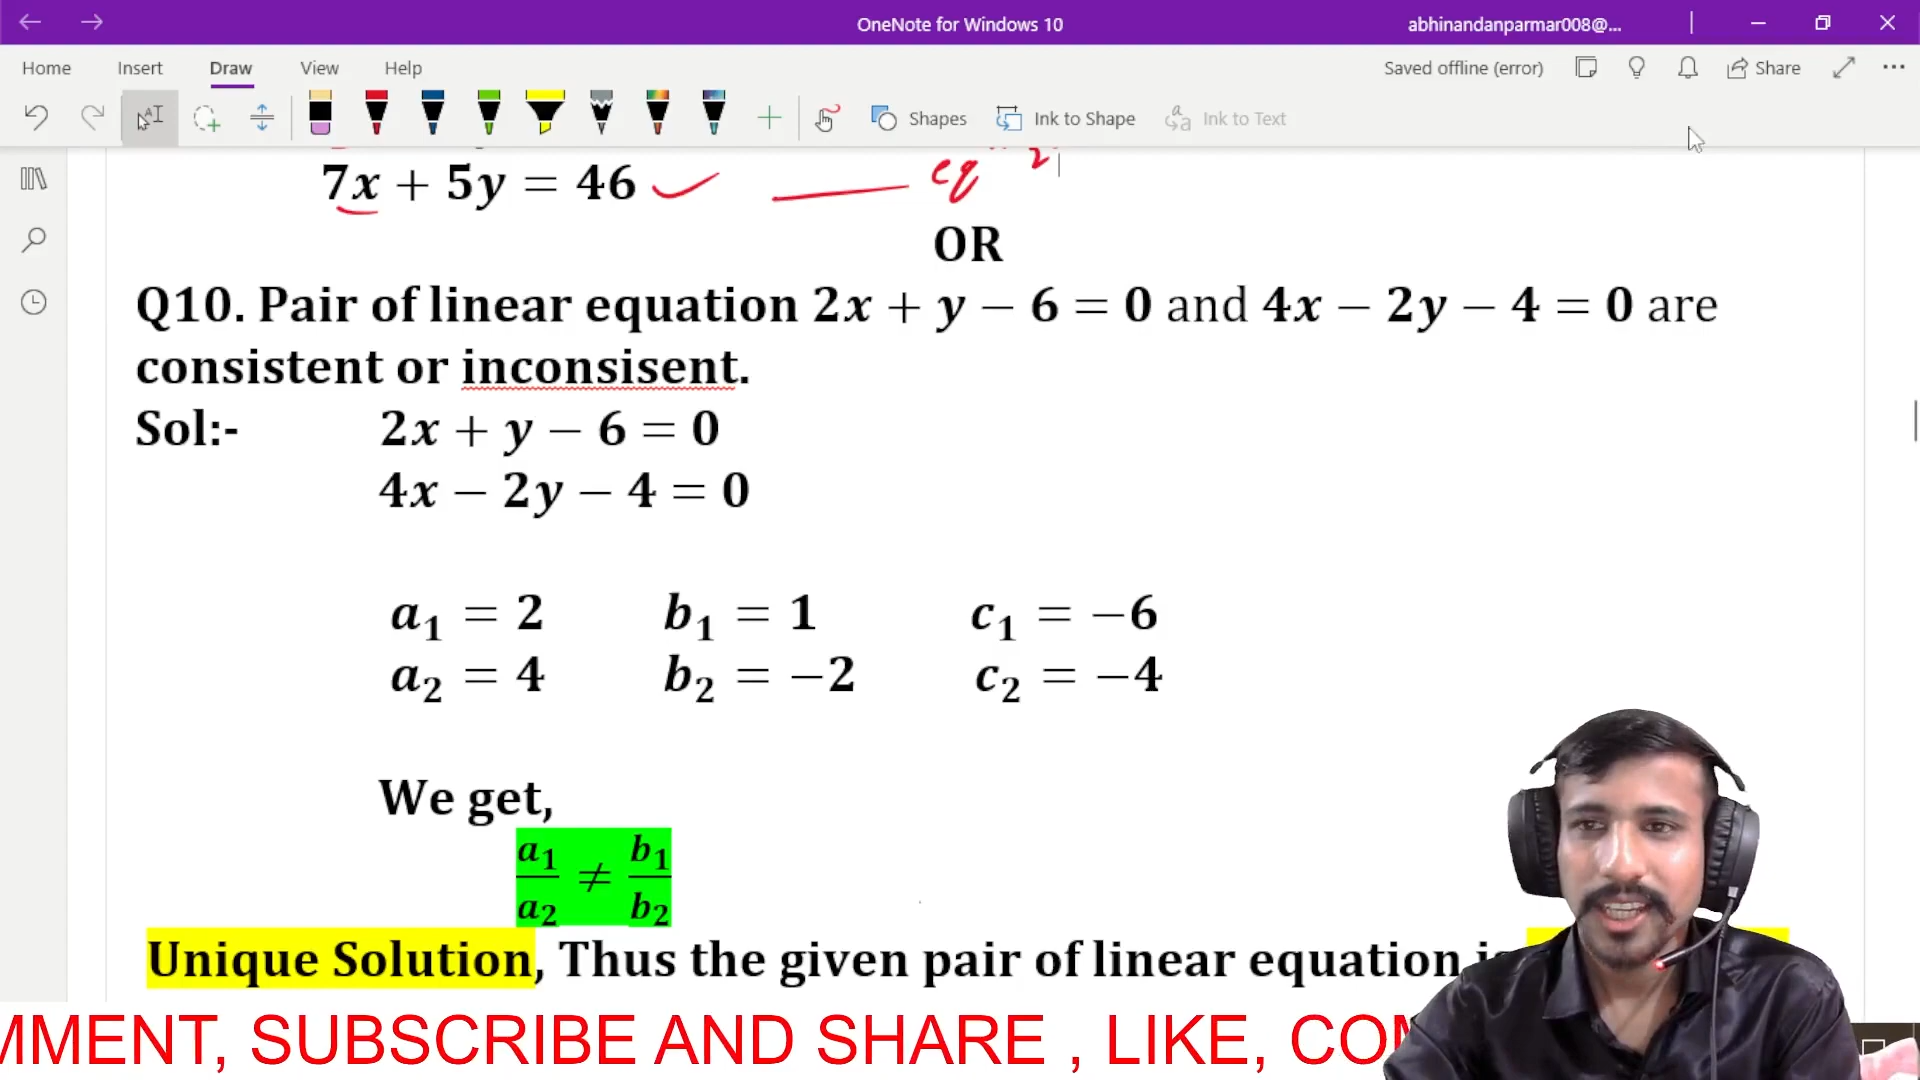 OneNote for Windows 10
abhinandanparmar008@...
Home Insert Draw View Help
Saved offline (error)
Share
Shapes Ink to Shape Ink to Text
7x + 5y = 46
eqⁿ 2
OR
Q10. Pair of linear equation 2x + y − 6 = 0 and 4x − 2y − 4 = 0 are
consistent or inconsisent.
Sol:- 2x + y − 6 = 0
4x − 2y − 4 = 0
a₁ = 2 b₁ = 1 c₁ = −6
a₂ = 4 b₂ = −2 c₂ = −4
We get,
a₁/a₂ ≠ b₁/b₂
Unique Solution, Thus the given pair of linear equation
MMENT, SUBSCRIBE AND SHARE , LIKE, COM